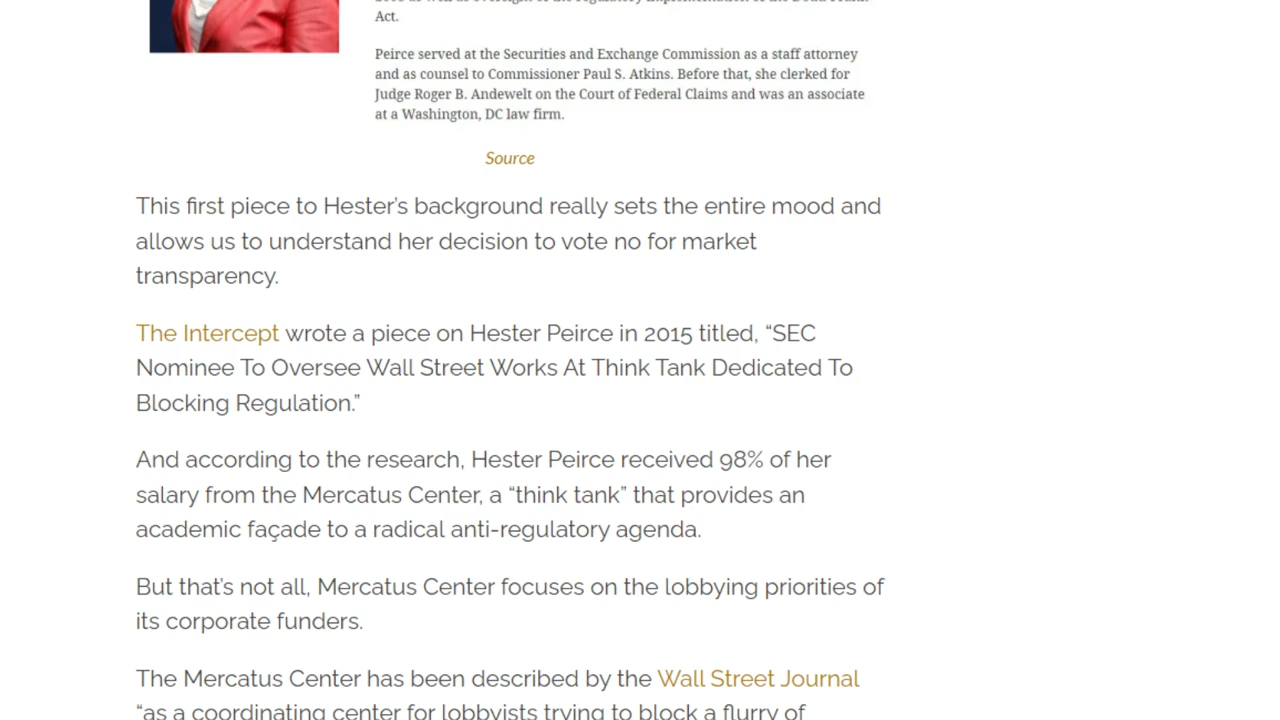 Act.
Peirce served at the Securities and Exchange Commission as a staff attorney
and as counsel to Commissioner Paul S. Atkins. Before that, she clerked for
Judge Roger B. Andewelt on the Court of Federal Claims and was an associate
at a Washington, DC law firm.
Source
This first piece to Hester’s background really sets the entire mood and
allows us to understand her decision to vote no for market
transparency.
The Intercept wrote a piece on Hester Peirce in 2015 titled, “SEC
Nominee To Oversee Wall Street Works At Think Tank Dedicated To
Blocking Regulation.”
And according to the research, Hester Peirce received 98% of her
salary from the Mercatus Center, a “think tank” that provides an
academic façade to a radical anti-regulatory agenda.
But that’s not all, Mercatus Center focuses on the lobbying priorities of
its corporate funders.
The Mercatus Center has been described by the Wall Street Journal
“as a coordinating center for lobbyists trying to block a flurry of